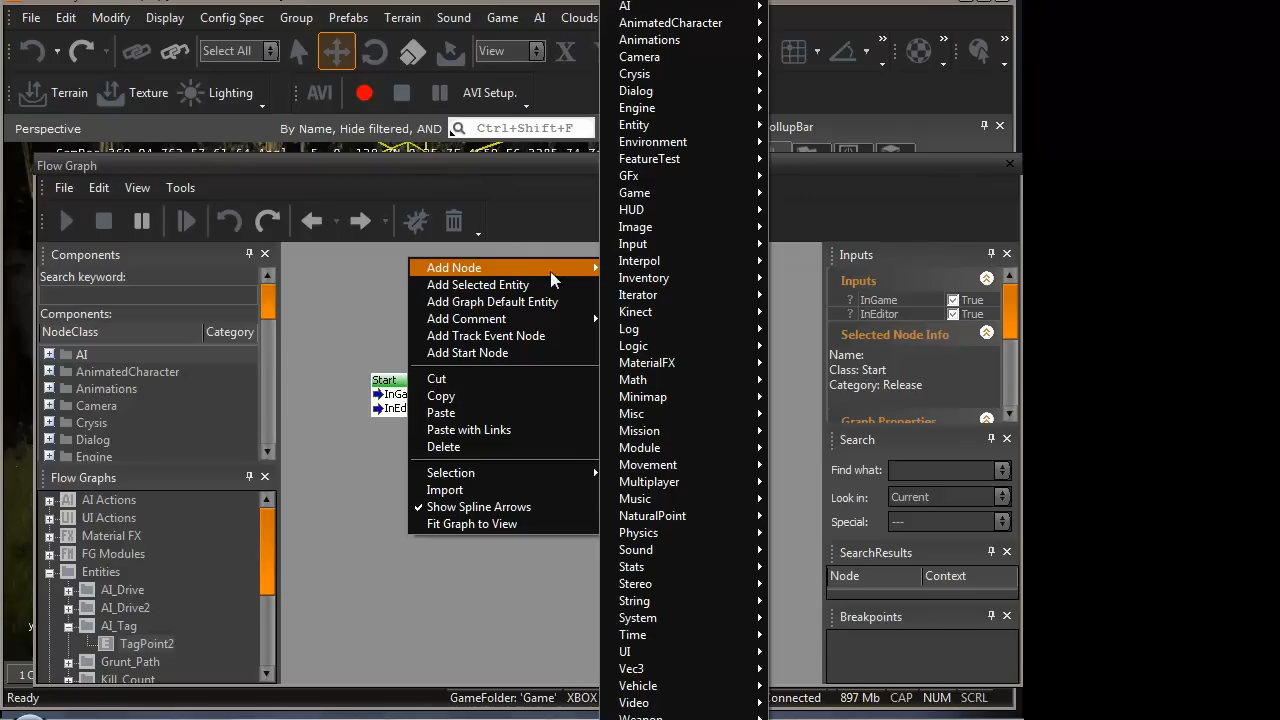 File Edit Modify Display Config Spec Group Prefabs Terrain Sound Game AI Clouds
Select All
View
X
Terrain Texture Lighting AVI AVI Setup.
Perspective
By Name, Hide filtered, AND
Ctrl+Shift+F
ollupBar
Flow Graph
File Edit View Tools
Components
Search keyword:
Components:
NodeClass Category
AI
AnimatedCharacter
Animations
Camera
Crysis
Dialog
Engine
Flow Graphs
AI Actions
UI Actions
Material FX
FG Modules
Entities
AI_Drive
AI_Drive2
AI_Tag
TagPoint2
Grunt_Path
Kill_Count
Start
InGa
InEd
Add Node
Add Selected Entity
Add Graph Default Entity
Add Comment
Add Track Event Node
Add Start Node
Cut
Copy
Paste
Paste with Links
Delete
Selection
Import
Show Spline Arrows
Fit Graph to View
AI
AnimatedCharacter
Animations
Camera
Crysis
Dialog
Engine
Entity
Environment
FeatureTest
GFx
Game
HUD
Image
Input
Interpol
Inventory
Iterator
Kinect
Log
Logic
MaterialFX
Math
Minimap
Misc
Mission
Module
Movement
Multiplayer
Music
NaturalPoint
Physics
Sound
Stats
Stereo
String
System
Time
UI
Vec3
Vehicle
Video
Weapon
Inputs
Inputs
InGame True
InEditor True
Selected Node Info
Name:
Class: Start
Category: Release
Graph Properties
Search
Find what:
Look in: Current
Special: ---
SearchResults
Node Context
Breakpoints
Ready
GameFolder: 'Game'
XBOX
onnected 897 Mb CAP NUM SCRL